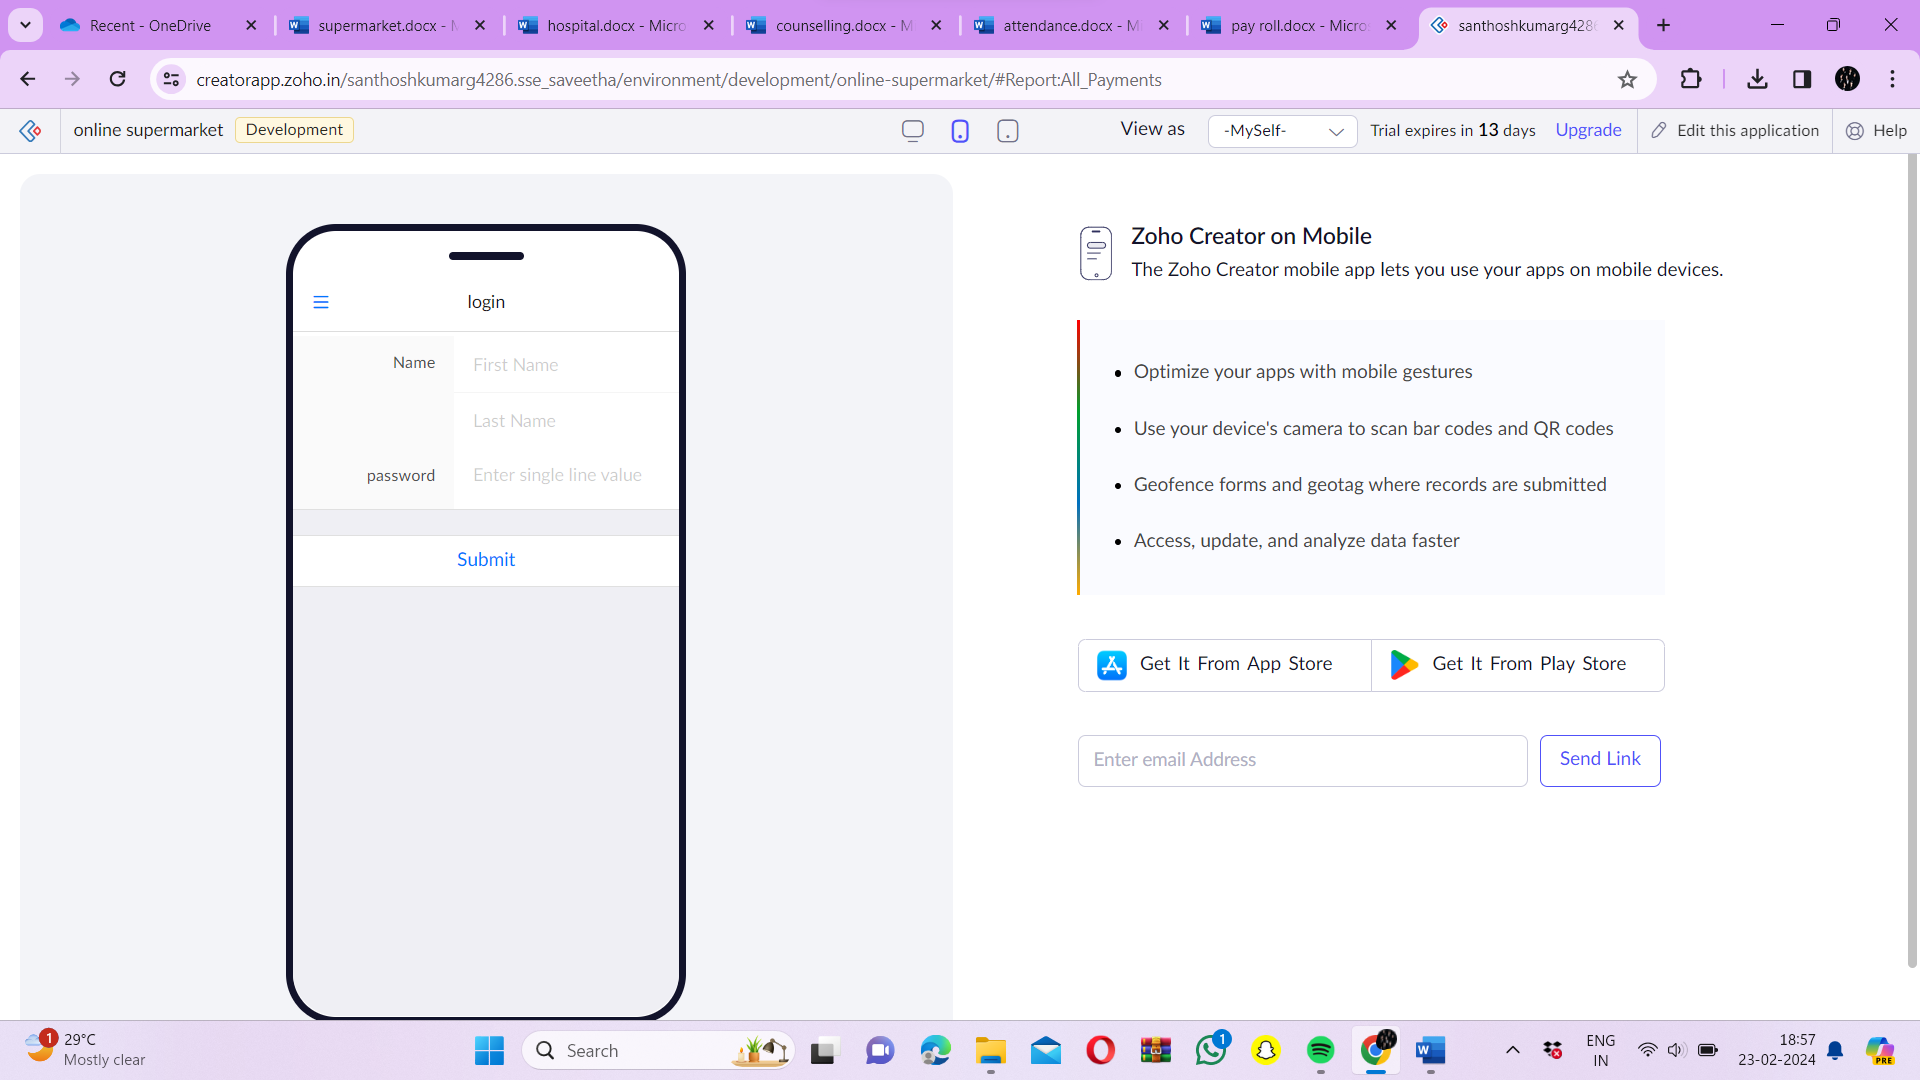 Recent - OneDrive
supermarket.docx - M
hospital.docx - Micro
counselling.docx - M
attendance.docx - Mi
pay roll.docx - Micro
santhoshkumarg4286
creatorapp.zoho.in/santhoshkumarg4286.sse_saveetha/environment/development/online-supermarket/#Report:All_Payments
online supermarket
Development
View as
-MySelf-
Trial expires in 13 days
Upgrade
Edit this application
Help
login
Name
First Name
Last Name
password
Enter single line value
Submit
Zoho Creator on Mobile
The Zoho Creator mobile app lets you use your apps on mobile devices.
Optimize your apps with mobile gestures
Use your device's camera to scan bar codes and QR codes
Geofence forms and geotag where records are submitted
Access, update, and analyze data faster
Get It From App Store
Get It From Play Store
Enter email Address
Send Link
1
29°C
Mostly clear
Search
1
ENG
IN
18:57
23-02-2024
PRE